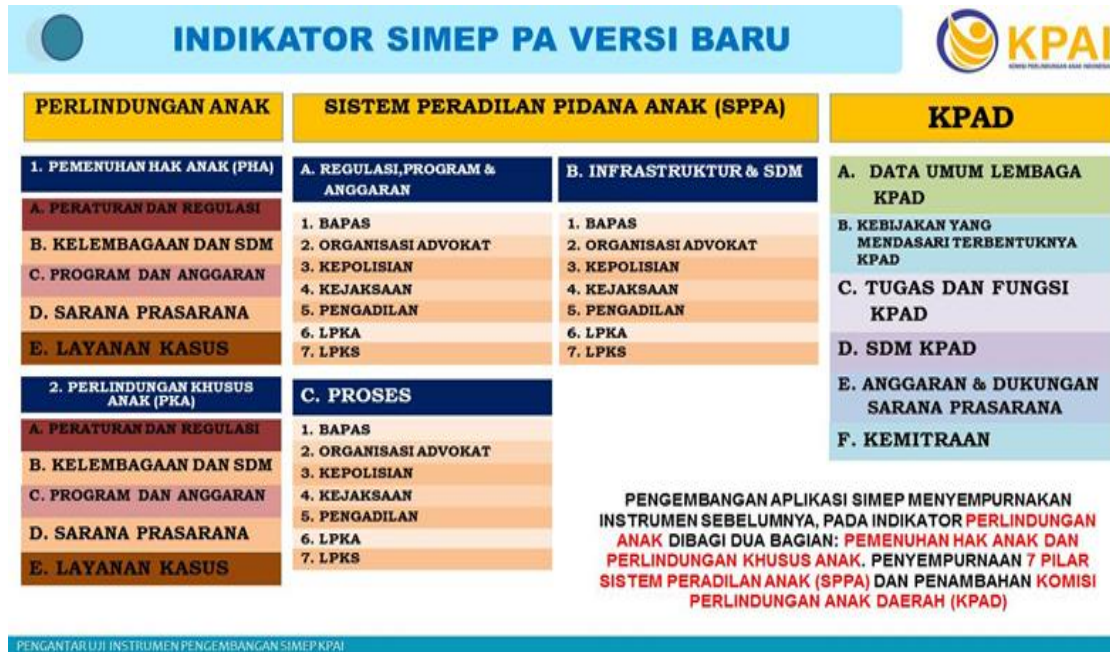 INDIKATOR SIMEP PA VERSI BARU
KPAI
KOMISI PERLINDUNGAN ANAK INDONESIA
PERLINDUNGAN ANAK
1. PEMENUHAN HAK ANAK (PHA)
A. PERATURAN DAN REGULASI
B. KELEMBAGAAN DAN SDM
C. PROGRAM DAN ANGGARAN
D. SARANA PRASARANA
E. LAYANAN KASUS
2. PERLINDUNGAN KHUSUS
ANAK (PKA)
A. PERATURAN DAN REGULASI
B. KELEMBAGAAN DAN SDM
C. PROGRAM DAN ANGGARAN
D. SARANA PRASARANA
E. LAYANAN KASUS
SISTEM PERADILAN PIDANA ANAK (SPPA)
A. REGULASI,PROGRAM &
ANGGARAN
1. BAPAS
2. ORGANISASI ADVOKAT
3. KEPOLISIAN
4. KEJAKSAAN
5. PENGADILAN
6. LPKA
7. LPKS
B. INFRASTRUKTUR & SDM
1. BAPAS
2. ORGANISASI ADVOKAT
3. KEPOLISIAN
4. KEJAKSAAN
5. PENGADILAN
6. LPKA
7. LPKS
C. PROSES
1. BAPAS
2. ORGANISASI ADVOKAT
3. KEPOLISIAN
4. KEJAKSAAN
5. PENGADILAN
6. LPKA
7. LPKS
KPAD
A. DATA UMUM LEMBAGA
KPAD
B. KEBIJAKAN YANG
MENDASARI TERBENTUKNYA
KPAD
C. TUGAS DAN FUNGSI
KPAD
D. SDM KPAD
E. ANGGARAN & DUKUNGAN
SARANA PRASARANA
F. KEMITRAAN
PENGEMBANGAN APLIKASI SIMEP MENYEMPURNAKAN
INSTRUMEN SEBELUMNYA, PADA INDIKATOR PERLINDUNGAN
ANAK DIBAGI DUA BAGIAN: PEMENUHAN HAK ANAK DAN
PERLINDUNGAN KHUSUS ANAK. PENYEMPURNAAN 7 PILAR
SISTEM PERADILAN ANAK (SPPA) DAN PENAMBAHAN KOMISI
PERLINDUNGAN ANAK DAERAH (KPAD)
PENGANTAR UJI INSTRUMEN PENGEMBANGAN SIMEP KPAI